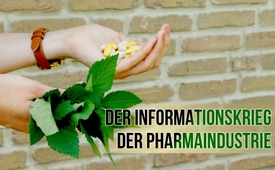 DER INFORMATIONSKRIEG
DER PHARMAINDUSTRIE